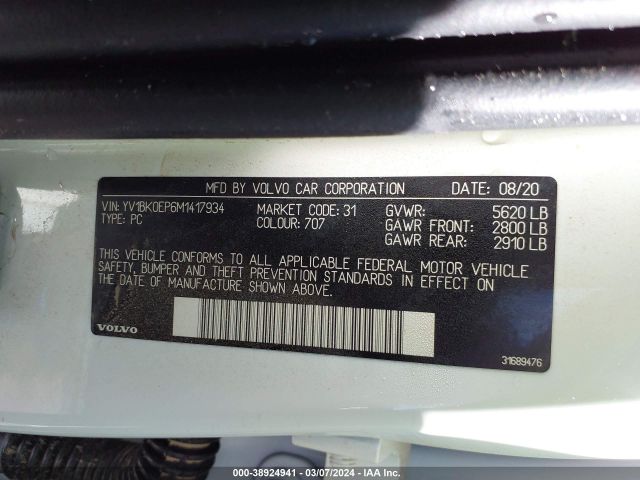 MFD BY VOLVO CAR CORPORATION DATE: 08/20
VIN: YV1BK0EP6M1417934 MARKET CODE: 31 GVWR: 5620 LB
TYPE: PC COLOUR: 707 GAWR FRONT: 2800 LB
GAWR REAR: 2910 LB
THIS VEHICLE CONFORMS TO ALL APPLICABLE FEDERAL MOTOR VEHICLE
SAFETY, BUMPER AND THEFT PREVENTION STANDARDS IN EFFECT ON
THE DATE OF MANUFACTURE SHOWN ABOVE.
VOLVO
31689476
000-38924941 - 03/07/2024 - IAA Inc.